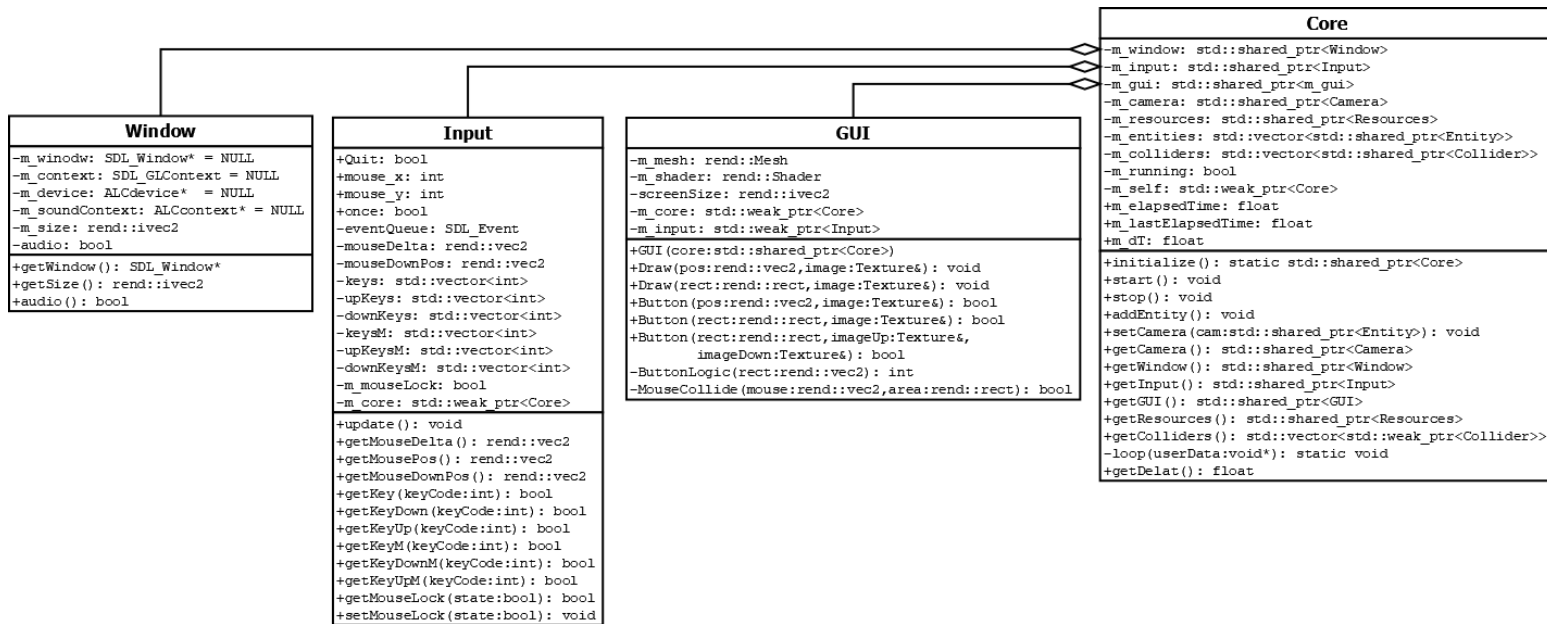 Core
-m_window: std::shared_ptr<Window>
-m_input: std::shared_ptr<Input>
-m_gui: std::shared_ptr<m_gui>
-m_camera: std::shared_ptr<Camera>
-m_resources: std::shared_ptr<Resources>
-m_entities: std::vector<std::shared_ptr<Entity>>
-m_colliders: std::vector<std::shared_ptr<Collider>>
-m_running: bool
-m_self: std::weak_ptr<Core>
+m_elapsedTime: float
+m_lastElapsedTime: float
+m_dT: float
+initialize(): static std::shared_ptr<Core>
+start(): void
+stop(): void
+addEntity(): void
+setCamera(cam:std::shared_ptr<Entity>): void
+getCamera(): std::shared_ptr<Camera>
+getWindow(): std::shared_ptr<Window>
+getInput(): std::shared_ptr<Input>
+getGUI(): std::shared_ptr<GUI>
+getResources(): std::shared_ptr<Resources>
+getColliders(): std::vector<std::weak_ptr<Collider>>
-loop(userData:void*): static void
+getDelat(): float
Window
-m_winodw: SDL_Window* = NULL
-m_context: SDL_GLContext = NULL
-m_device: ALCdevice*  = NULL
-m_soundContext: ALCcontext* = NULL
-m_size: rend::ivec2
-audio: bool
+getWindow(): SDL_Window*
+getSize(): rend::ivec2
+audio(): bool
Input
+Quit: bool
+mouse_x: int
+mouse_y: int
+once: bool
-eventQueue: SDL_Event
-mouseDelta: rend::vec2
-mouseDownPos: rend::vec2
-keys: std::vector<int>
-upKeys: std::vector<int>
-downKeys: std::vector<int>
-keysM: std::vector<int>
-upKeysM: std::vector<int>
-downKeysM: std::vector<int>
-m_mouseLock: bool
-m_core: std::weak_ptr<Core>
+update(): void
+getMouseDelta(): rend::vec2
+getMousePos(): rend::vec2
+getMouseDownPos(): rend::vec2
+getKey(keyCode:int): bool
+getKeyDown(keyCode:int): bool
+getKeyUp(keyCode:int): bool
+getKeyM(keyCode:int): bool
+getKeyDownM(keyCode:int): bool
+getKeyUpM(keyCode:int): bool
+getMouseLock(state:bool): bool
+setMouseLock(state:bool): void
GUI
-m_mesh: rend::Mesh
-m_shader: rend::Shader
-screenSize: rend::ivec2
-m_core: std::weak_ptr<Core>
-m_input: std::weak_ptr<Input>
+GUI(core:std::shared_ptr<Core>)
+Draw(pos:rend::vec2,image:Texture&): void
+Draw(rect:rend::rect,image:Texture&): void
+Button(pos:rend::vec2,image:Texture&): bool
+Button(rect:rend::rect,image:Texture&): bool
+Button(rect:rend::rect,imageUp:Texture&,
imageDown:Texture&): bool
-ButtonLogic(rect:rend::vec2): int
-MouseCollide(mouse:rend::vec2,area:rend::rect): bool